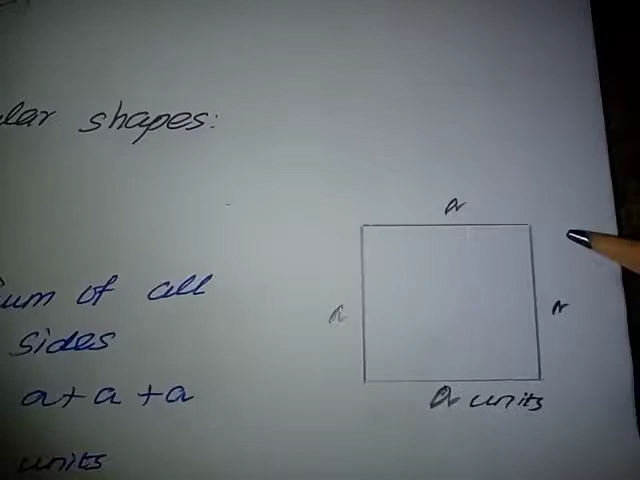 lar shapes:
a
um of all
a
a
sides
a + a + a
a units
units